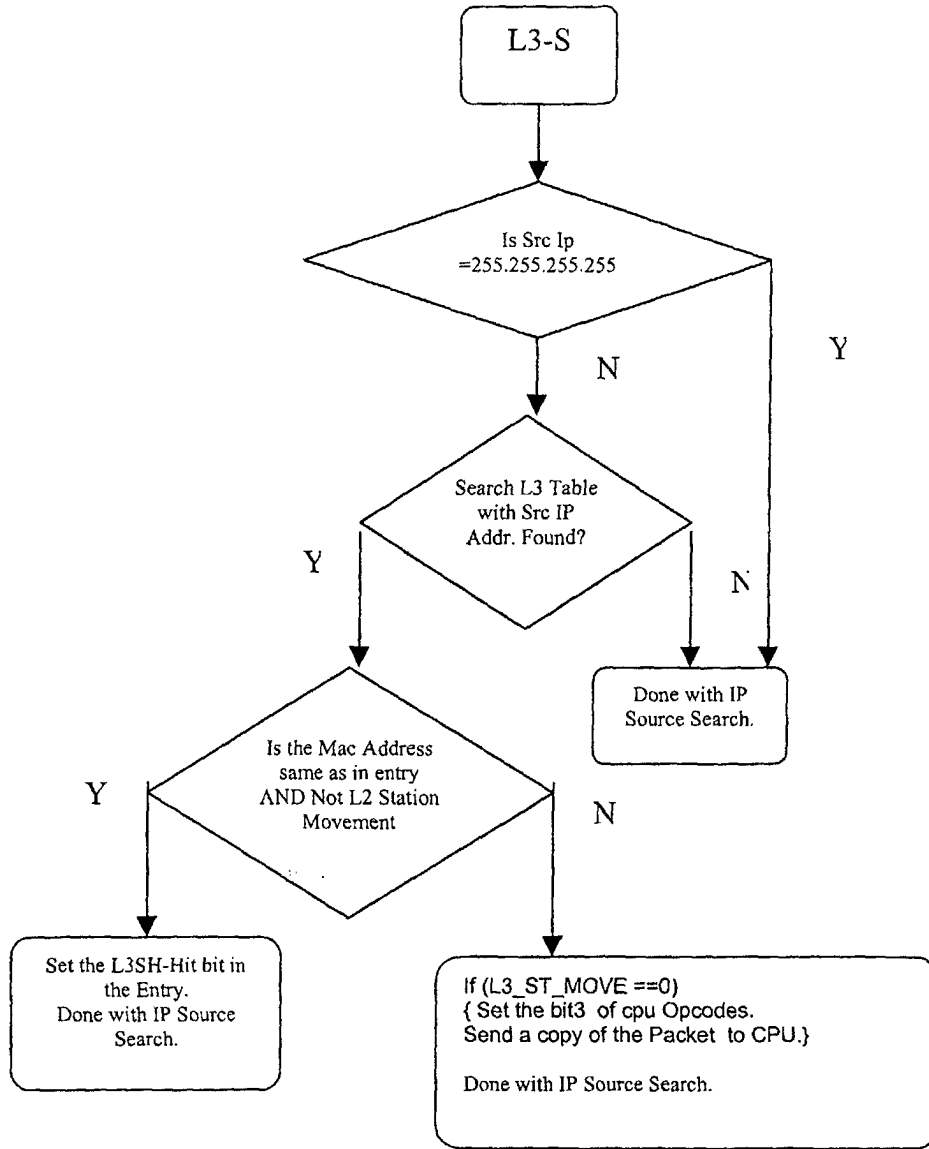 L3-S
Is Src Ip
=255.255.255.255
Y
N
Search L3 Table
with Src IP
Addr. Found?
Y
N
Done with IP
Source Search.
Is the Mac Address
same as in entry
AND Not L2 Station
Movement
Y
N
Set the L3SH-Hit bit in
the Entry.
Done with IP Source
Search.
If (L3_ST_MOVE ==0)
{ Set the bit3 of cpu Opcodes.
Send a copy of the Packet to CPU.}
Done with IP Source Search.